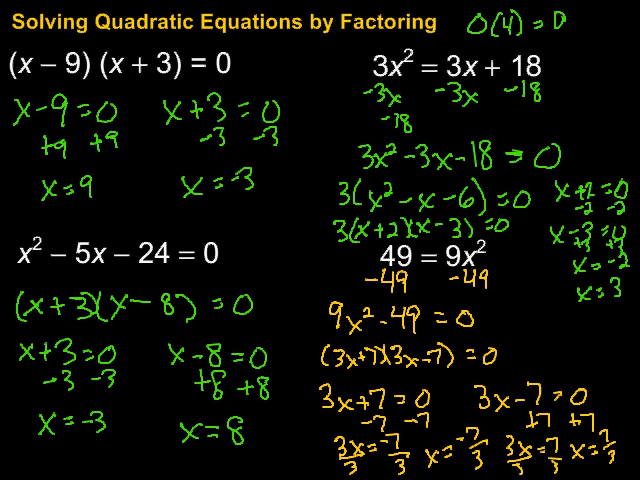 Solving Quadratic Equations by Factoring
0(4) = 0
(x – 9) (x + 3) = 0
x - 9 = 0
+9 +9
x = 9
x + 3 = 0
-3 -3
x = -3
3x² = 3x + 18
-3x -3x -18
-18
3x² - 3x - 18 = 0
3(x² - x - 6) = 0
3(x+2)(x-3) = 0
x+2=0
-2 -2
x-3=0
+3 +3
x=-2
x=3
x² – 5x – 24 = 0
(x+3)(x-8) = 0
x+3=0
-3 -3
x=-3
x-8=0
+8 +8
x=8
49 = 9x²
-49 -49
9x² - 49 = 0
(3x+7)(3x-7) = 0
3x+7=0
-7 -7
3x/3 = -7/3
x = -7/3
3x-7=0
+7 +7
3x/3 = 7/3
x = 7/3